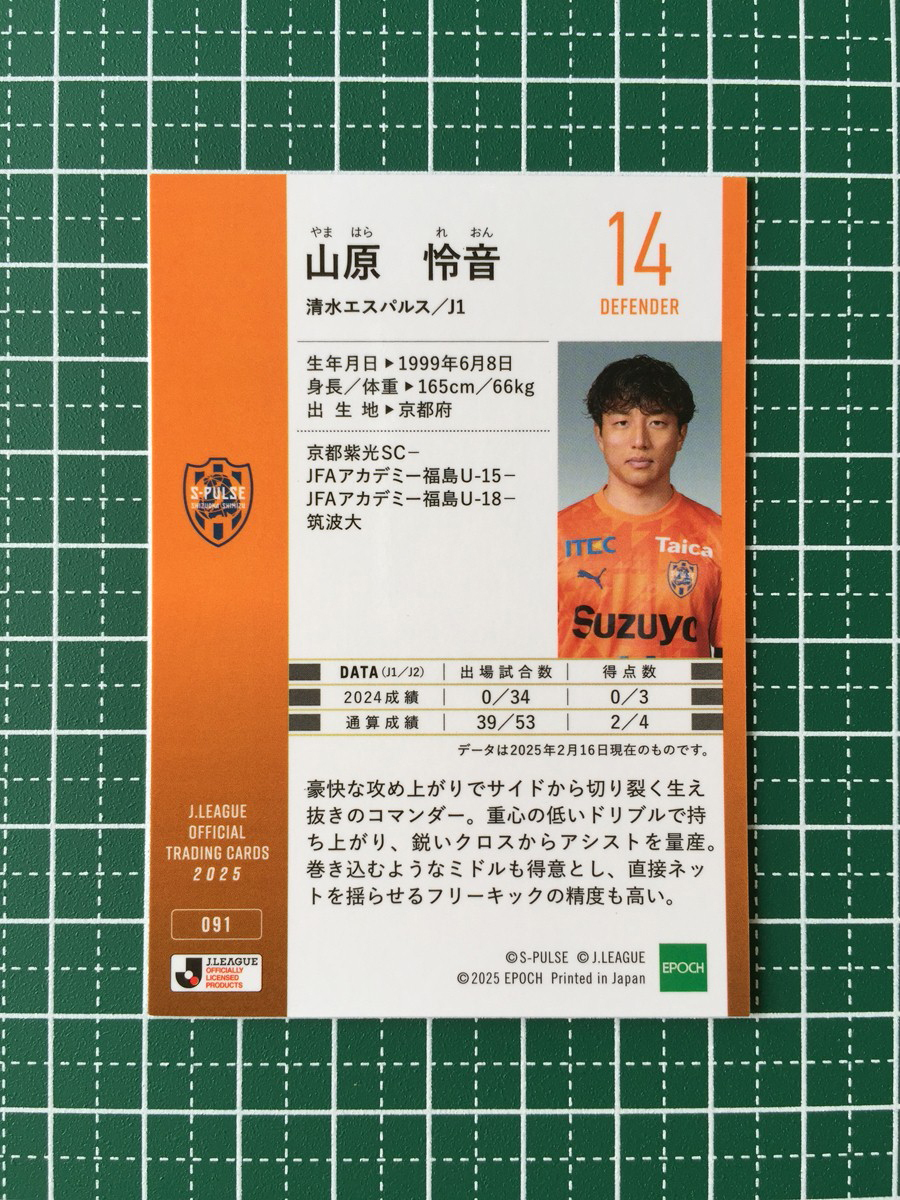 やま はら れ おん
山原 怜音
14
DEFENDER
清水エスパルス／J1
生年月日▶1999年6月8日
身長／体重▶165cm／66kg
出生地▶京都府
京都紫光SC−
JFAアカデミー福島U-15−
JFAアカデミー福島U-18−
筑波大
S-PULSE
SHIZUOKA SHIMIZU
ITEC
Taica
Suzuyo
DATA(J1／J2) 出場試合数 得点数
2024成績 0／34 0／3
通算成績 39／53 2／4
データは2025年2月16日現在のものです。
豪快な攻め上がりでサイドから切り裂く生え
抜きのコマンダー。重心の低いドリブルで持
ち上がり、鋭いクロスからアシストを量産。
巻き込むようなミドルも得意とし、直接ネッ
トを揺らせるフリーキックの精度も高い。
J.LEAGUE
OFFICIAL
TRADING CARDS
2025
091
J.LEAGUE
OFFICIALLY
LICENSED
PRODUCTS
©S-PULSE ©J.LEAGUE
©2025 EPOCH Printed in Japan
EPOCH